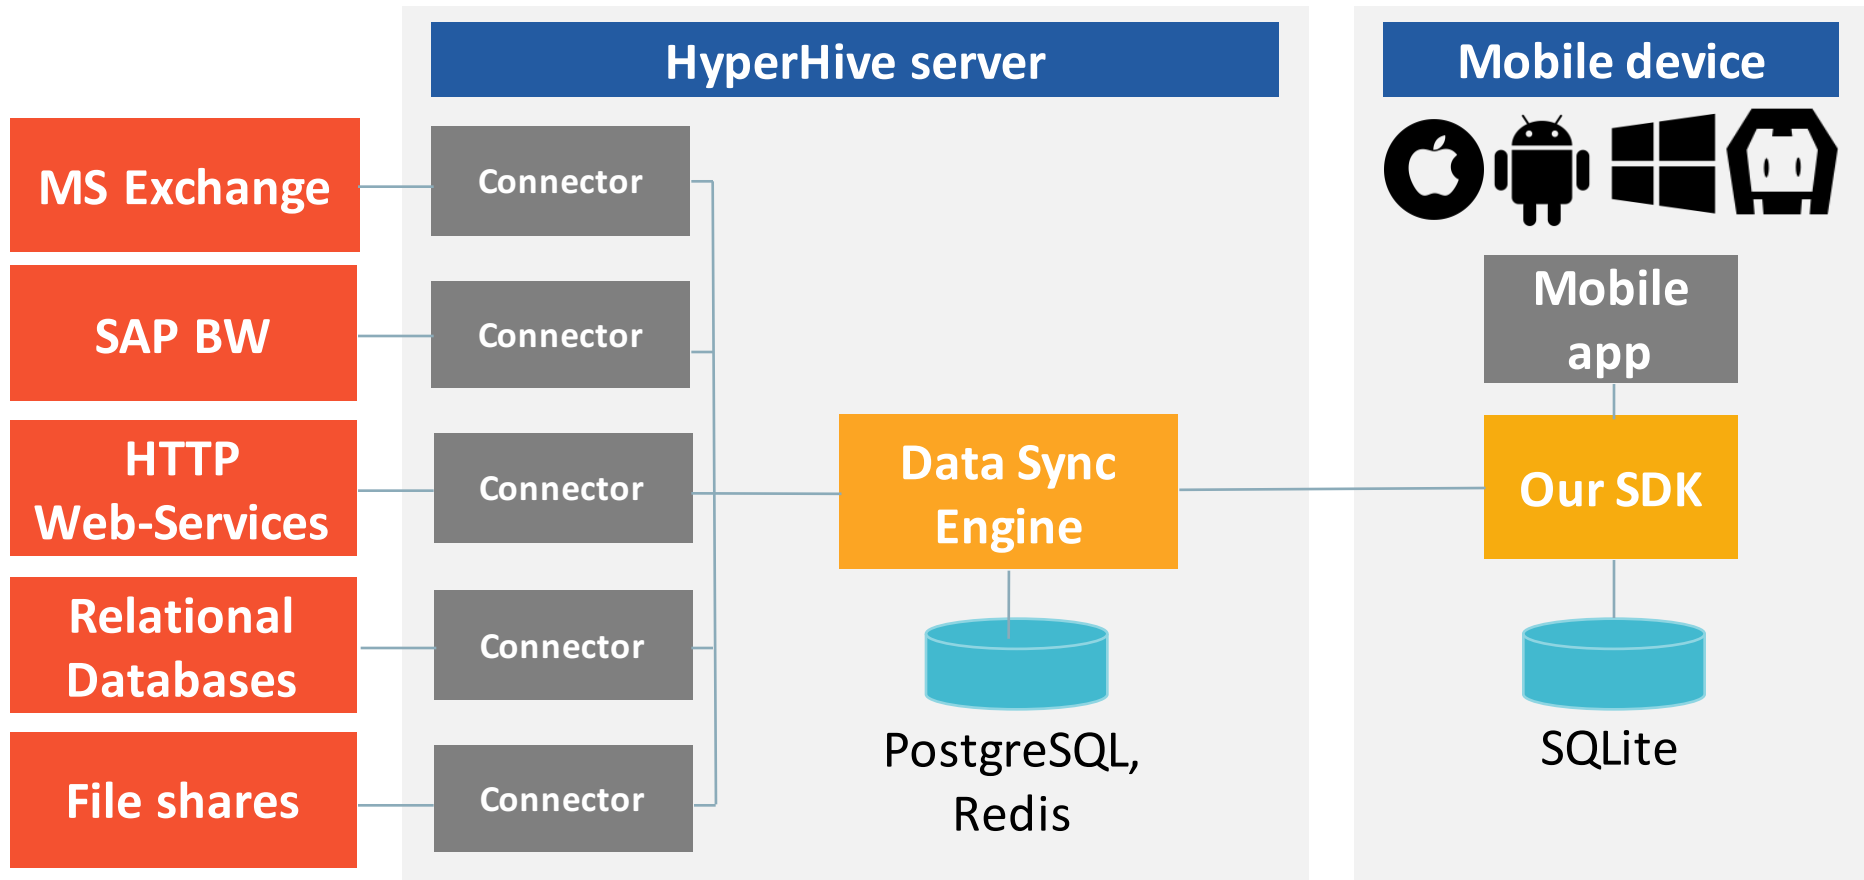 HyperHive server
Mobile device
MS Exchange
Connector
SAP BW
Connector
HTTP
Web-Services
Connector
Relational
Databases
Connector
File shares
Connector
Data Sync
Engine
PostgreSQL,
Redis
Mobile
app
Our SDK
SQLite